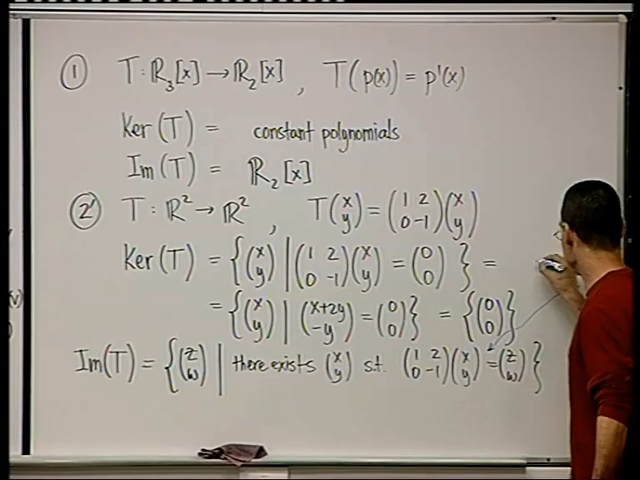 ① T: ℝ₃[x] → ℝ₂[x] , T(p(x)) = p'(x)
Ker(T) = constant polynomials
Im(T) = ℝ₂[x]
②' T: ℝ² → ℝ² , T(x y) = (1 2 0 -1)(x y)
Ker(T) = {(x y) | (1 2 0 -1)(x y) = (0 0)} =
= {(x y) | (x+2y -y) = (0 0)} = {(0 0)}
Im(T) = {(z w) | there exists (x y) s.t. (1 2 0 -1)(x y) = (z w)}